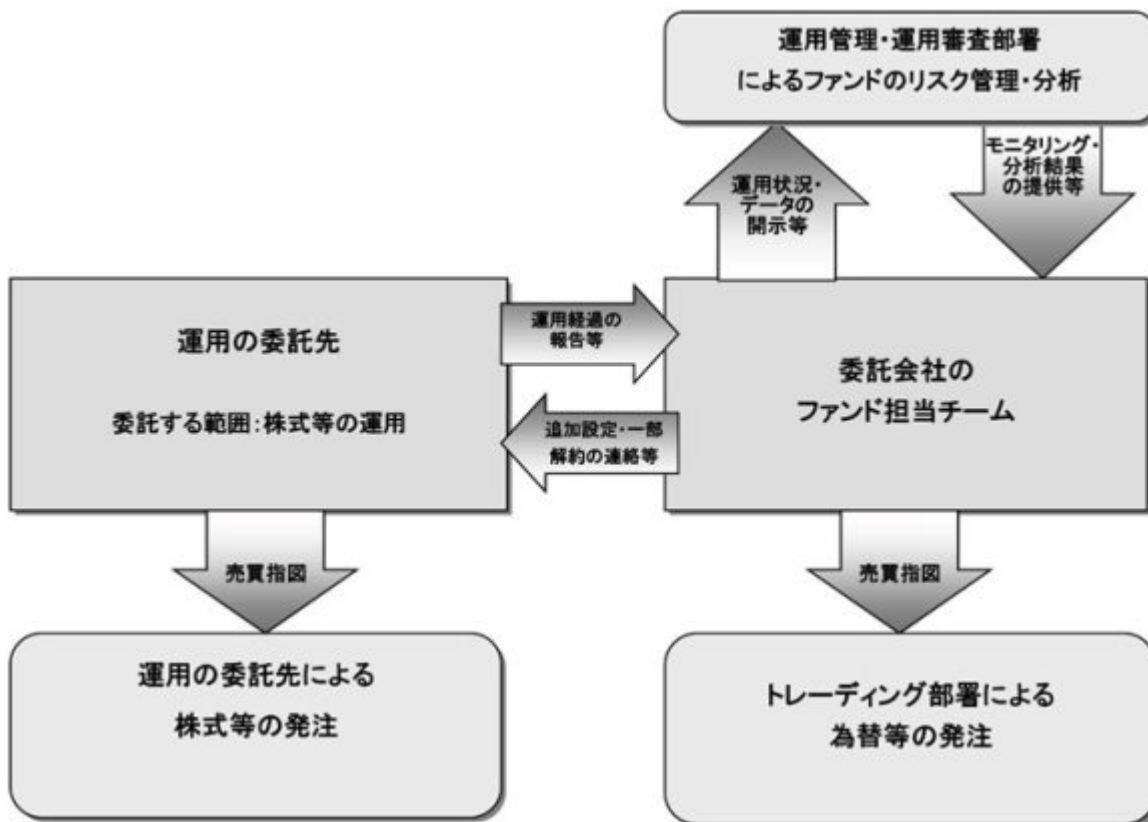 運用管理・運用審査部署
によるファンドのリスク管理・分析
運用状況・
データの
開示等
モニタリング・
分析結果
の提供等
運用の委託先
委託する範囲:株式等の運用
運用経過の
報告等
追加設定・一部
解約の連絡等
委託会社の
ファンド担当チーム
売買指図
売買指図
運用の委託先による
株式等の発注
トレーディング部署による
為替等の発注